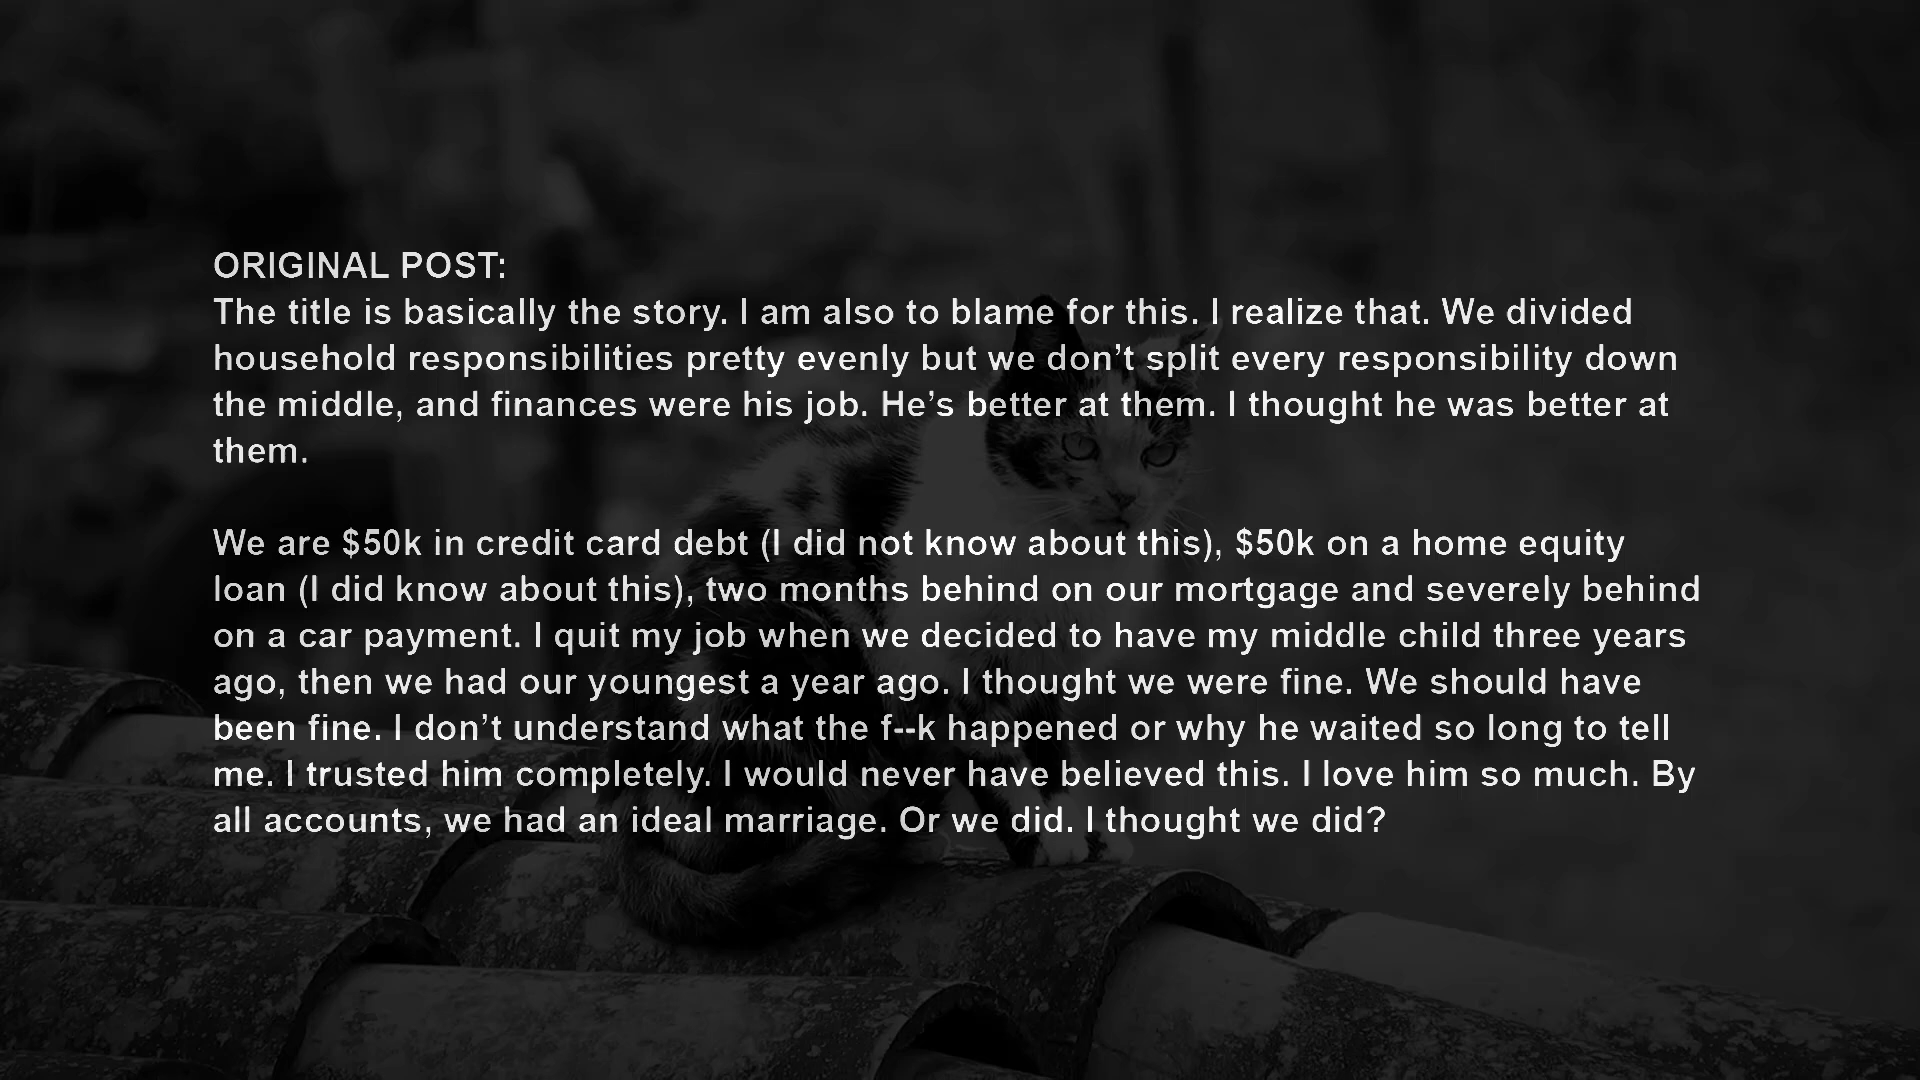 ORIGINAL POST:
The title is basically the story. I am also to blame for this. I realize that. We divided
household responsibilities pretty evenly but we don’t split every responsibility down
the middle, and finances were his job. He’s better at them. I thought he was better at
them.
We are $50k in credit card debt (I did not know about this), $50k on a home equity
loan (I did know about this), two months behind on our mortgage and severely behind
on a car payment. I quit my job when we decided to have my middle child three years
ago, then we had our youngest a year ago. I thought we were fine. We should have
been fine. I don’t understand what the f--k happened or why he waited so long to tell
me. I trusted him completely. I would never have believed this. I love him so much. By
all accounts, we had an ideal marriage. Or we did. I thought we did?